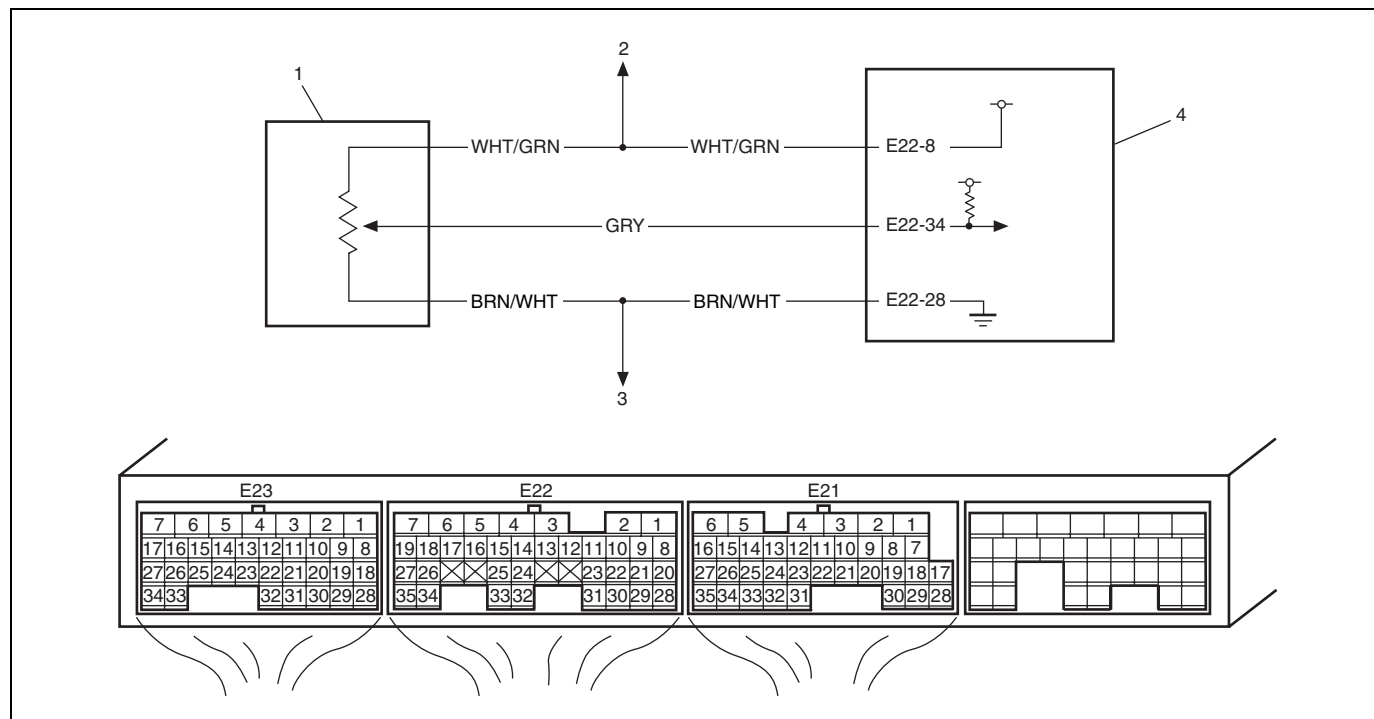 2
1
4
WHT/GRN WHT/GRN E22-8
GRY E22-34
BRN/WHT BRN/WHT E22-28
3
E23 E22 E21
7 6 5 4 3 2 1 7 6 5 4 3 2 1 6 5 4 3 2 1
17 16 15 14 13 12 11 10 9 8 19 18 17 16 15 14 13 12 11 10 9 8 16 15 14 13 12 11 10 9 8 7
27 26 25 24 23 22 21 20 19 18 27 26 25 24 23 22 21 20 27 26 25 24 23 22 21 20 19 18 17
34 33 32 31 30 29 28 35 34 33 32 31 30 29 28 35 34 33 32 31 30 29 28